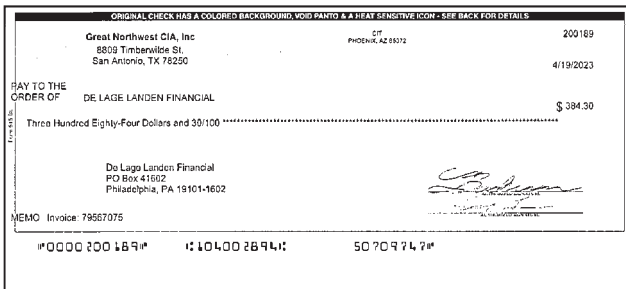 ORIGINAL CHECK HAS A COLORED BACKGROUND, VOID PANTO & A HEAT SENSITIVE ICON - SEE BACK FOR DETAILS
Great Northwest CIA, Inc
8809 Timberwilde St,
San Antonio, TX 78250
CIT
PHOENIX, AZ 85072
200189
4/19/2023
PAY TO THE
ORDER OF DE LAGE LANDEN FINANCIAL
$ 384.30
Three Hundred Eighty-Four Dollars and 30/100 ****************************************
De Lage Landen Financial
PO Box 41602
Philadelphia, PA 19101-1602
MEMO Invoice: 79567075
⑈0000200189⑈ ⑆104002894⑆ 50709747⑈